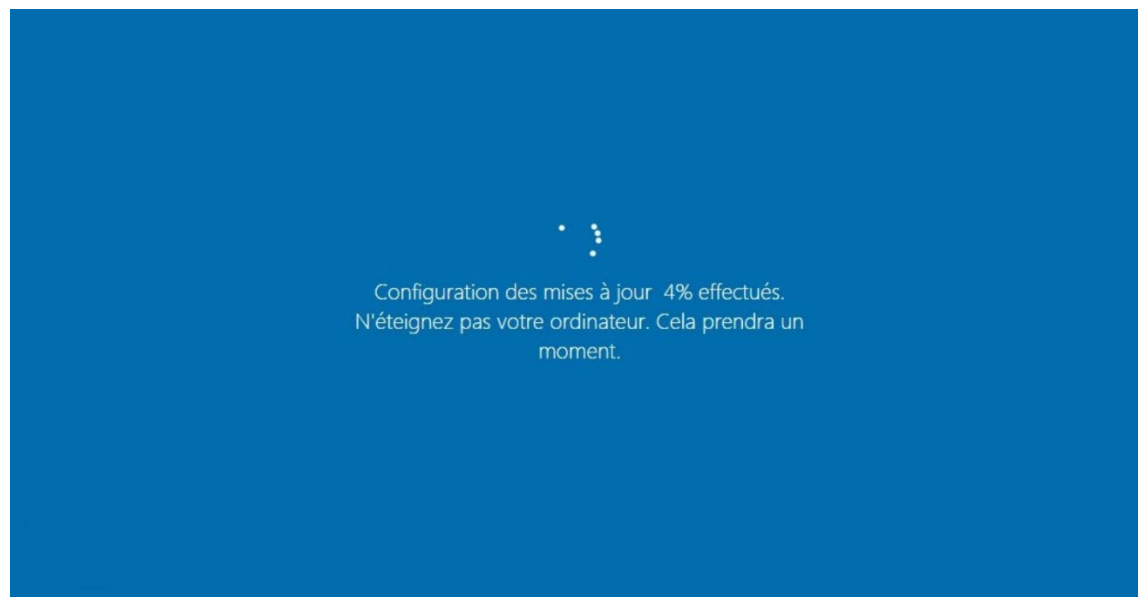 Configuration des mises à jour  4% effectués.
N'éteignez pas votre ordinateur. Cela prendra un
moment.